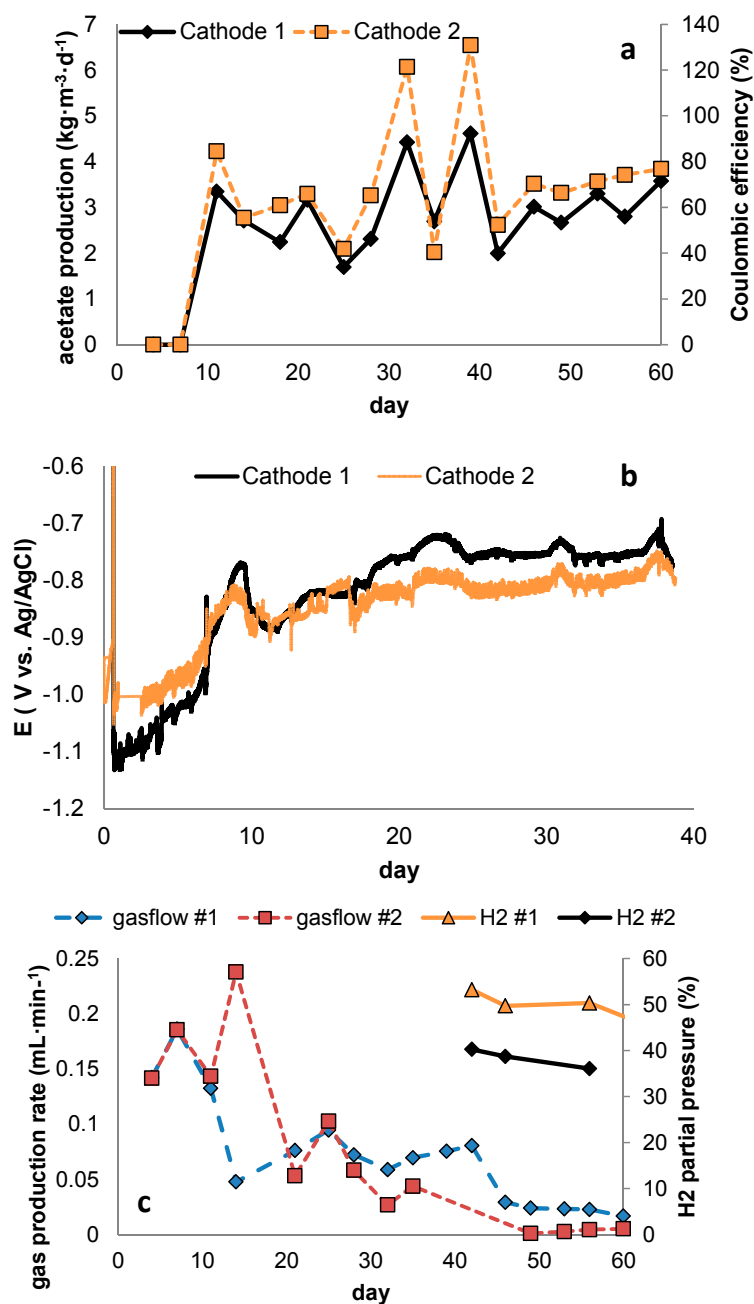 Cathode 1 Cathode 2
a
acetate production (kg·m⁻³·d⁻¹)
7
6
5
4
3
2
1
0
140
120
100
80
60
40
20
0
Coulombic efficiency (%)
0 10 20 30 40 50 60
day
Cathode 1 Cathode 2
b
E ( V vs. Ag/AgCl)
-0.6
-0.7
-0.8
-0.9
-1.0
-1.1
-1.2
0 10 20 30 40
day
gasflow #1 gasflow #2 H2 #1 H2 #2
gas production rate (mL·min-¹)
0.25
0.2
0.15
0.1
0.05
0
60
50
40
30
20
10
0
H2 partial pressure (%)
c
0 10 20 30 40 50 60
day